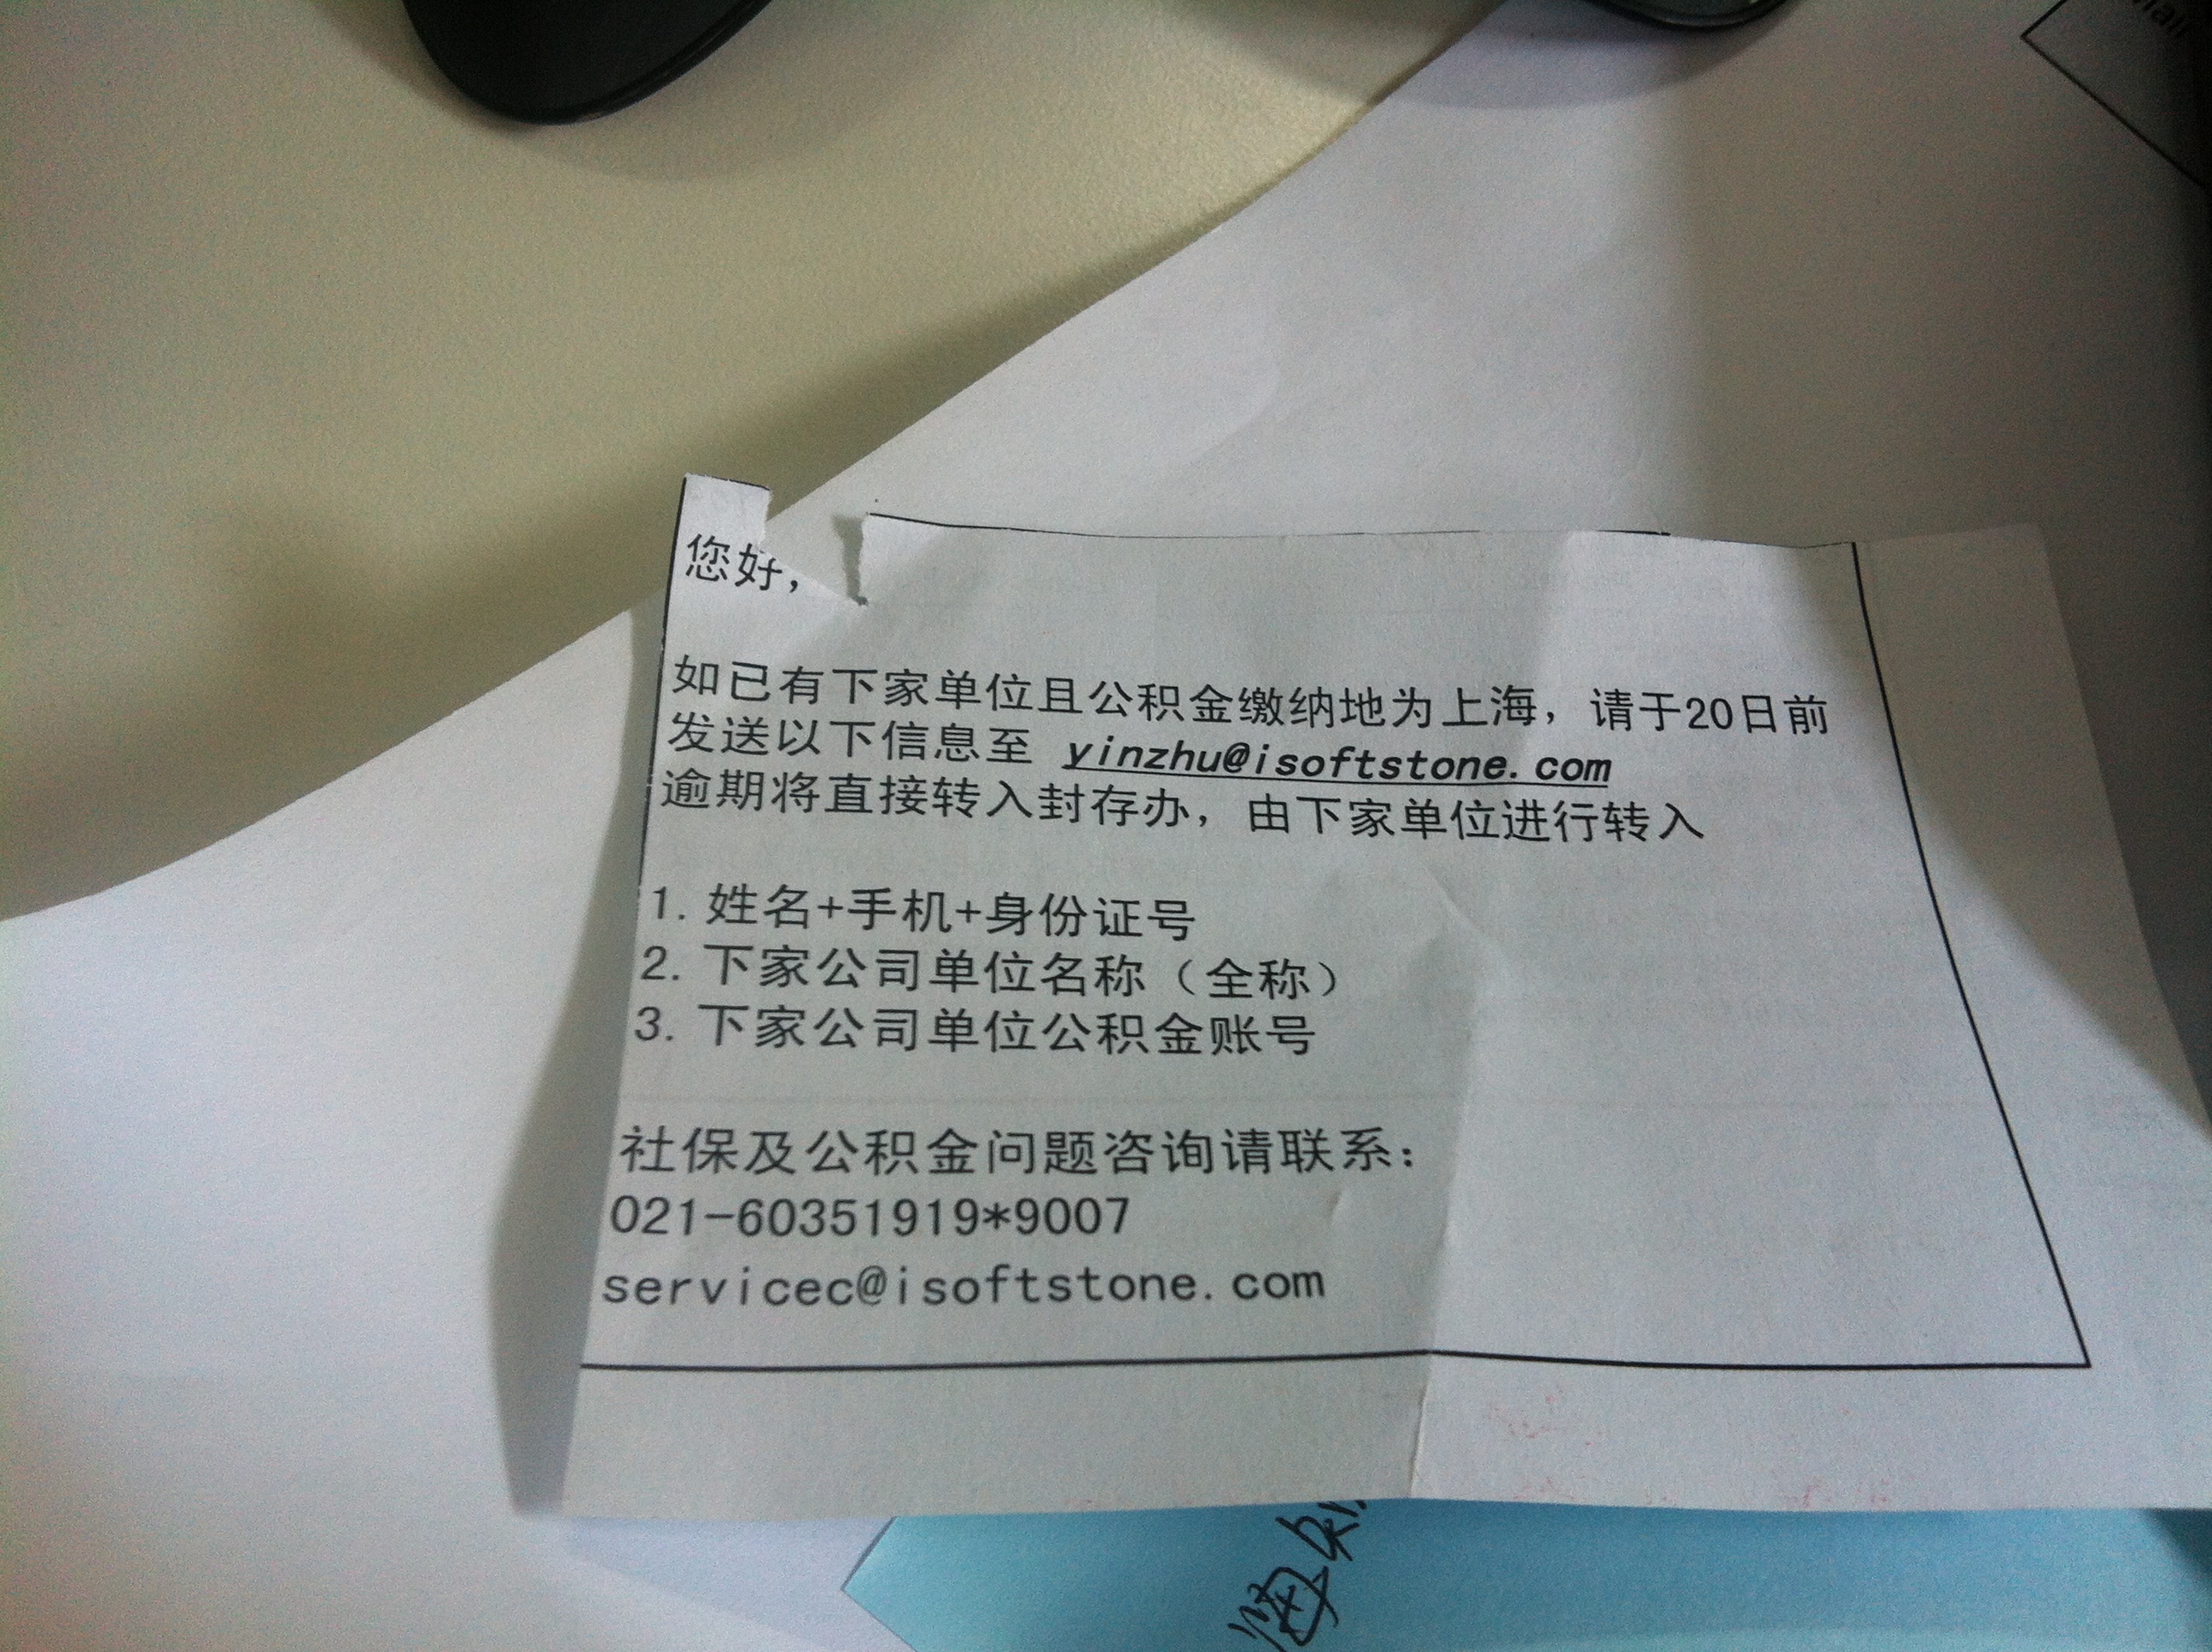 您好，
如已有下家单位且公积金缴纳地为上海，请于20日前
发送以下信息至 yinzhu@isoftstone.com
逾期将直接转入封存办，由下家单位进行转入
1. 姓名+手机+身份证号
2. 下家公司单位名称（全称）
3. 下家公司单位公积金账号
社保及公积金问题咨询请联系：
021-60351919*9007
servicec@isoftstone.com